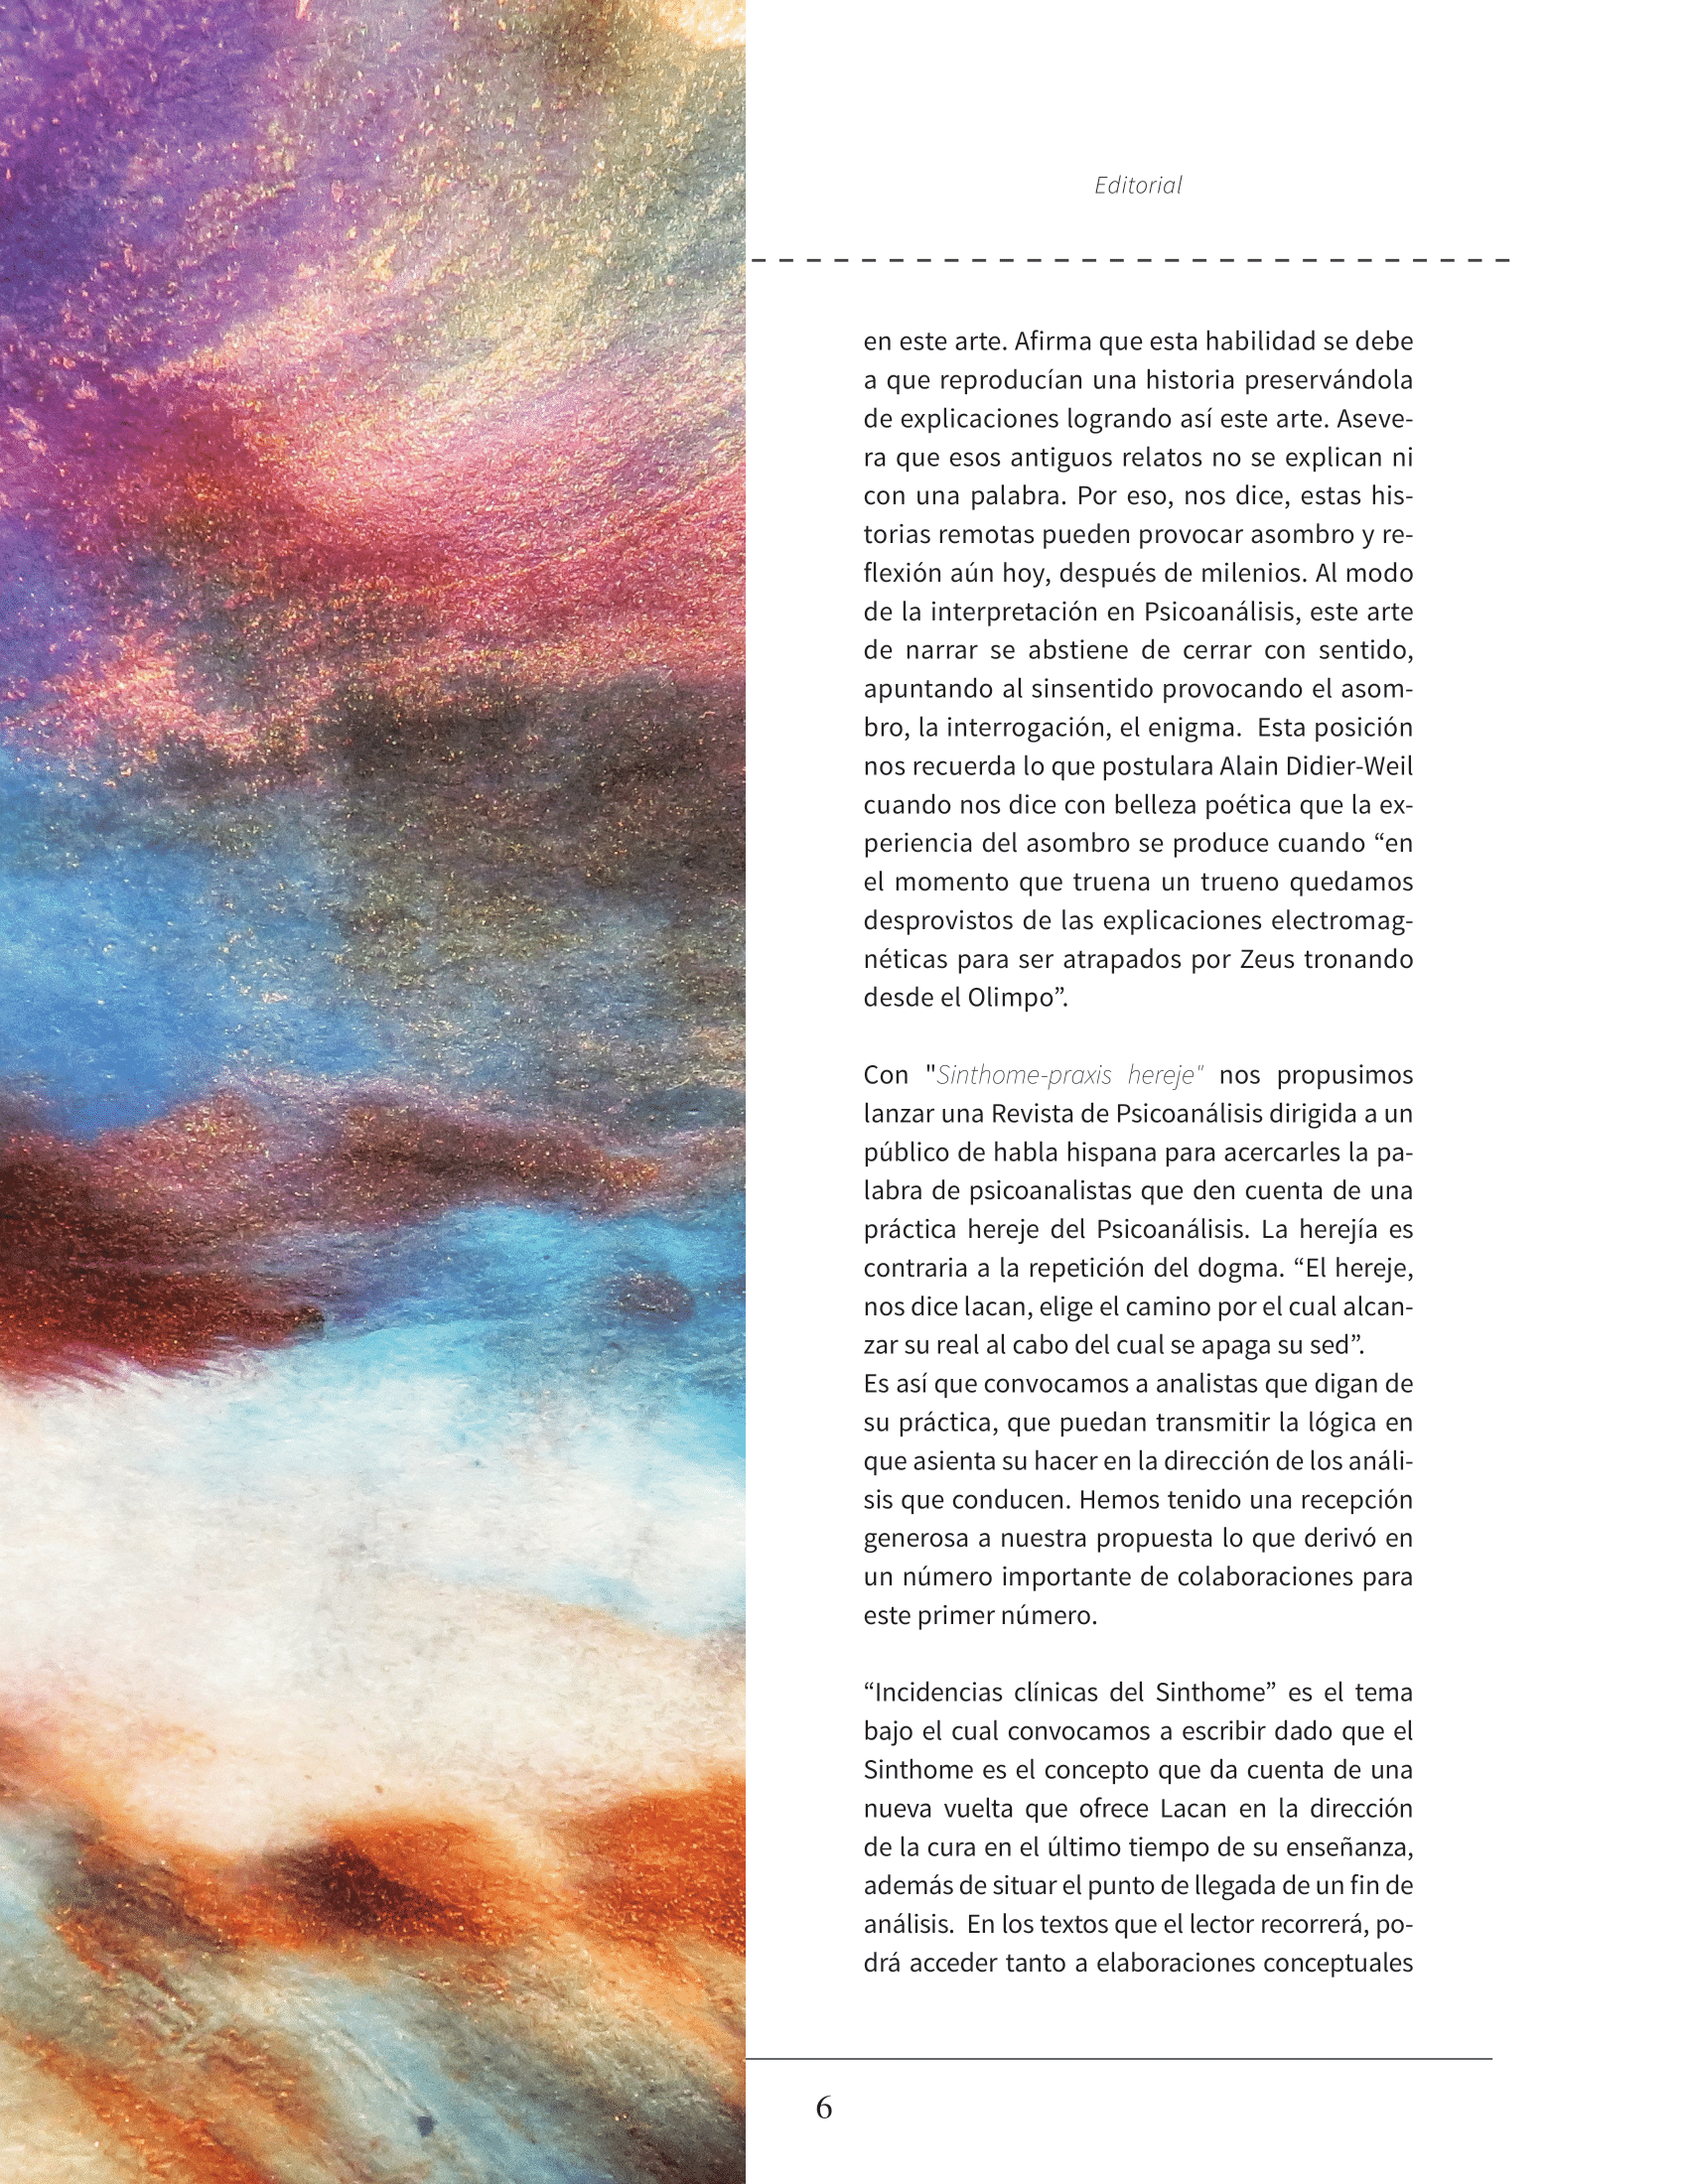 Editorial
en este arte. Afirma que esta habilidad se debe
a que reproducían una historia preservándola
de explicaciones logrando así este arte. Aseve-
ra que esos antiguos relatos no se explican ni
con una palabra. Por eso, nos dice, estas his-
torias remotas pueden provocar asombro y re-
flexión aún hoy, después de milenios. Al modo
de la interpretación en Psicoanálisis, este arte
de narrar se abstiene de cerrar con sentido,
apuntando al sinsentido provocando el asom-
bro, la interrogación, el enigma.  Esta posición
nos recuerda lo que postulara Alain Didier-Weil
cuando nos dice con belleza poética que la ex-
periencia del asombro se produce cuando “en
el momento que truena un trueno quedamos
desprovistos de las explicaciones electromag-
néticas para ser atrapados por Zeus tronando
desde el Olimpo”.
Con "Sinthome-praxis hereje" nos propusimos
lanzar una Revista de Psicoanálisis dirigida a un
público de habla hispana para acercarles la pa-
labra de psicoanalistas que den cuenta de una
práctica hereje del Psicoanálisis. La herejía es
contraria a la repetición del dogma. “El hereje,
nos dice lacan, elige el camino por el cual alcan-
zar su real al cabo del cual se apaga su sed”.
Es así que convocamos a analistas que digan de
su práctica, que puedan transmitir la lógica en
que asienta su hacer en la dirección de los análi-
sis que conducen. Hemos tenido una recepción
generosa a nuestra propuesta lo que derivó en
un número importante de colaboraciones para
este primer número.
“Incidencias clínicas del Sinthome” es el tema
bajo el cual convocamos a escribir dado que el
Sinthome es el concepto que da cuenta de una
nueva vuelta que ofrece Lacan en la dirección
de la cura en el último tiempo de su enseñanza,
además de situar el punto de llegada de un fin de
análisis.  En los textos que el lector recorrerá, po-
drá acceder tanto a elaboraciones conceptuales
6